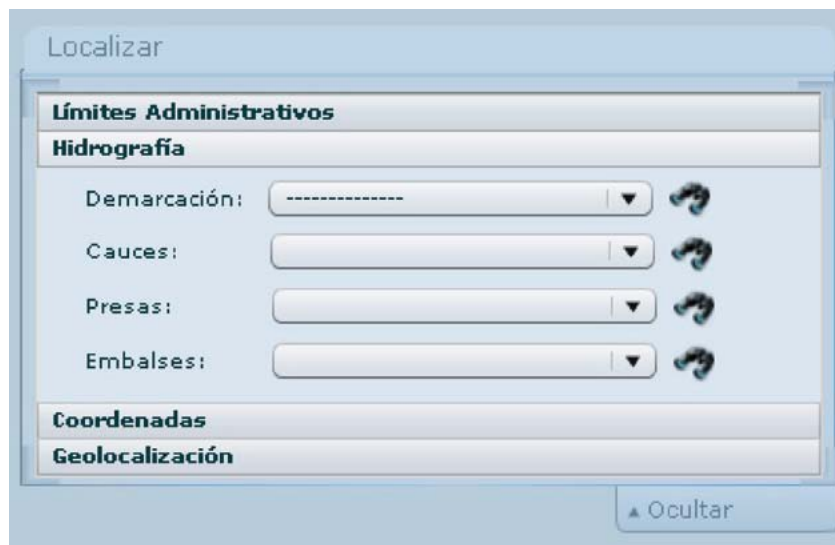 Localizar
Límites Administrativos
Hidrografía
Demarcación: --------------
Cauces:
Presas:
Embalses:
Coordenadas
Geolocalización
Ocultar